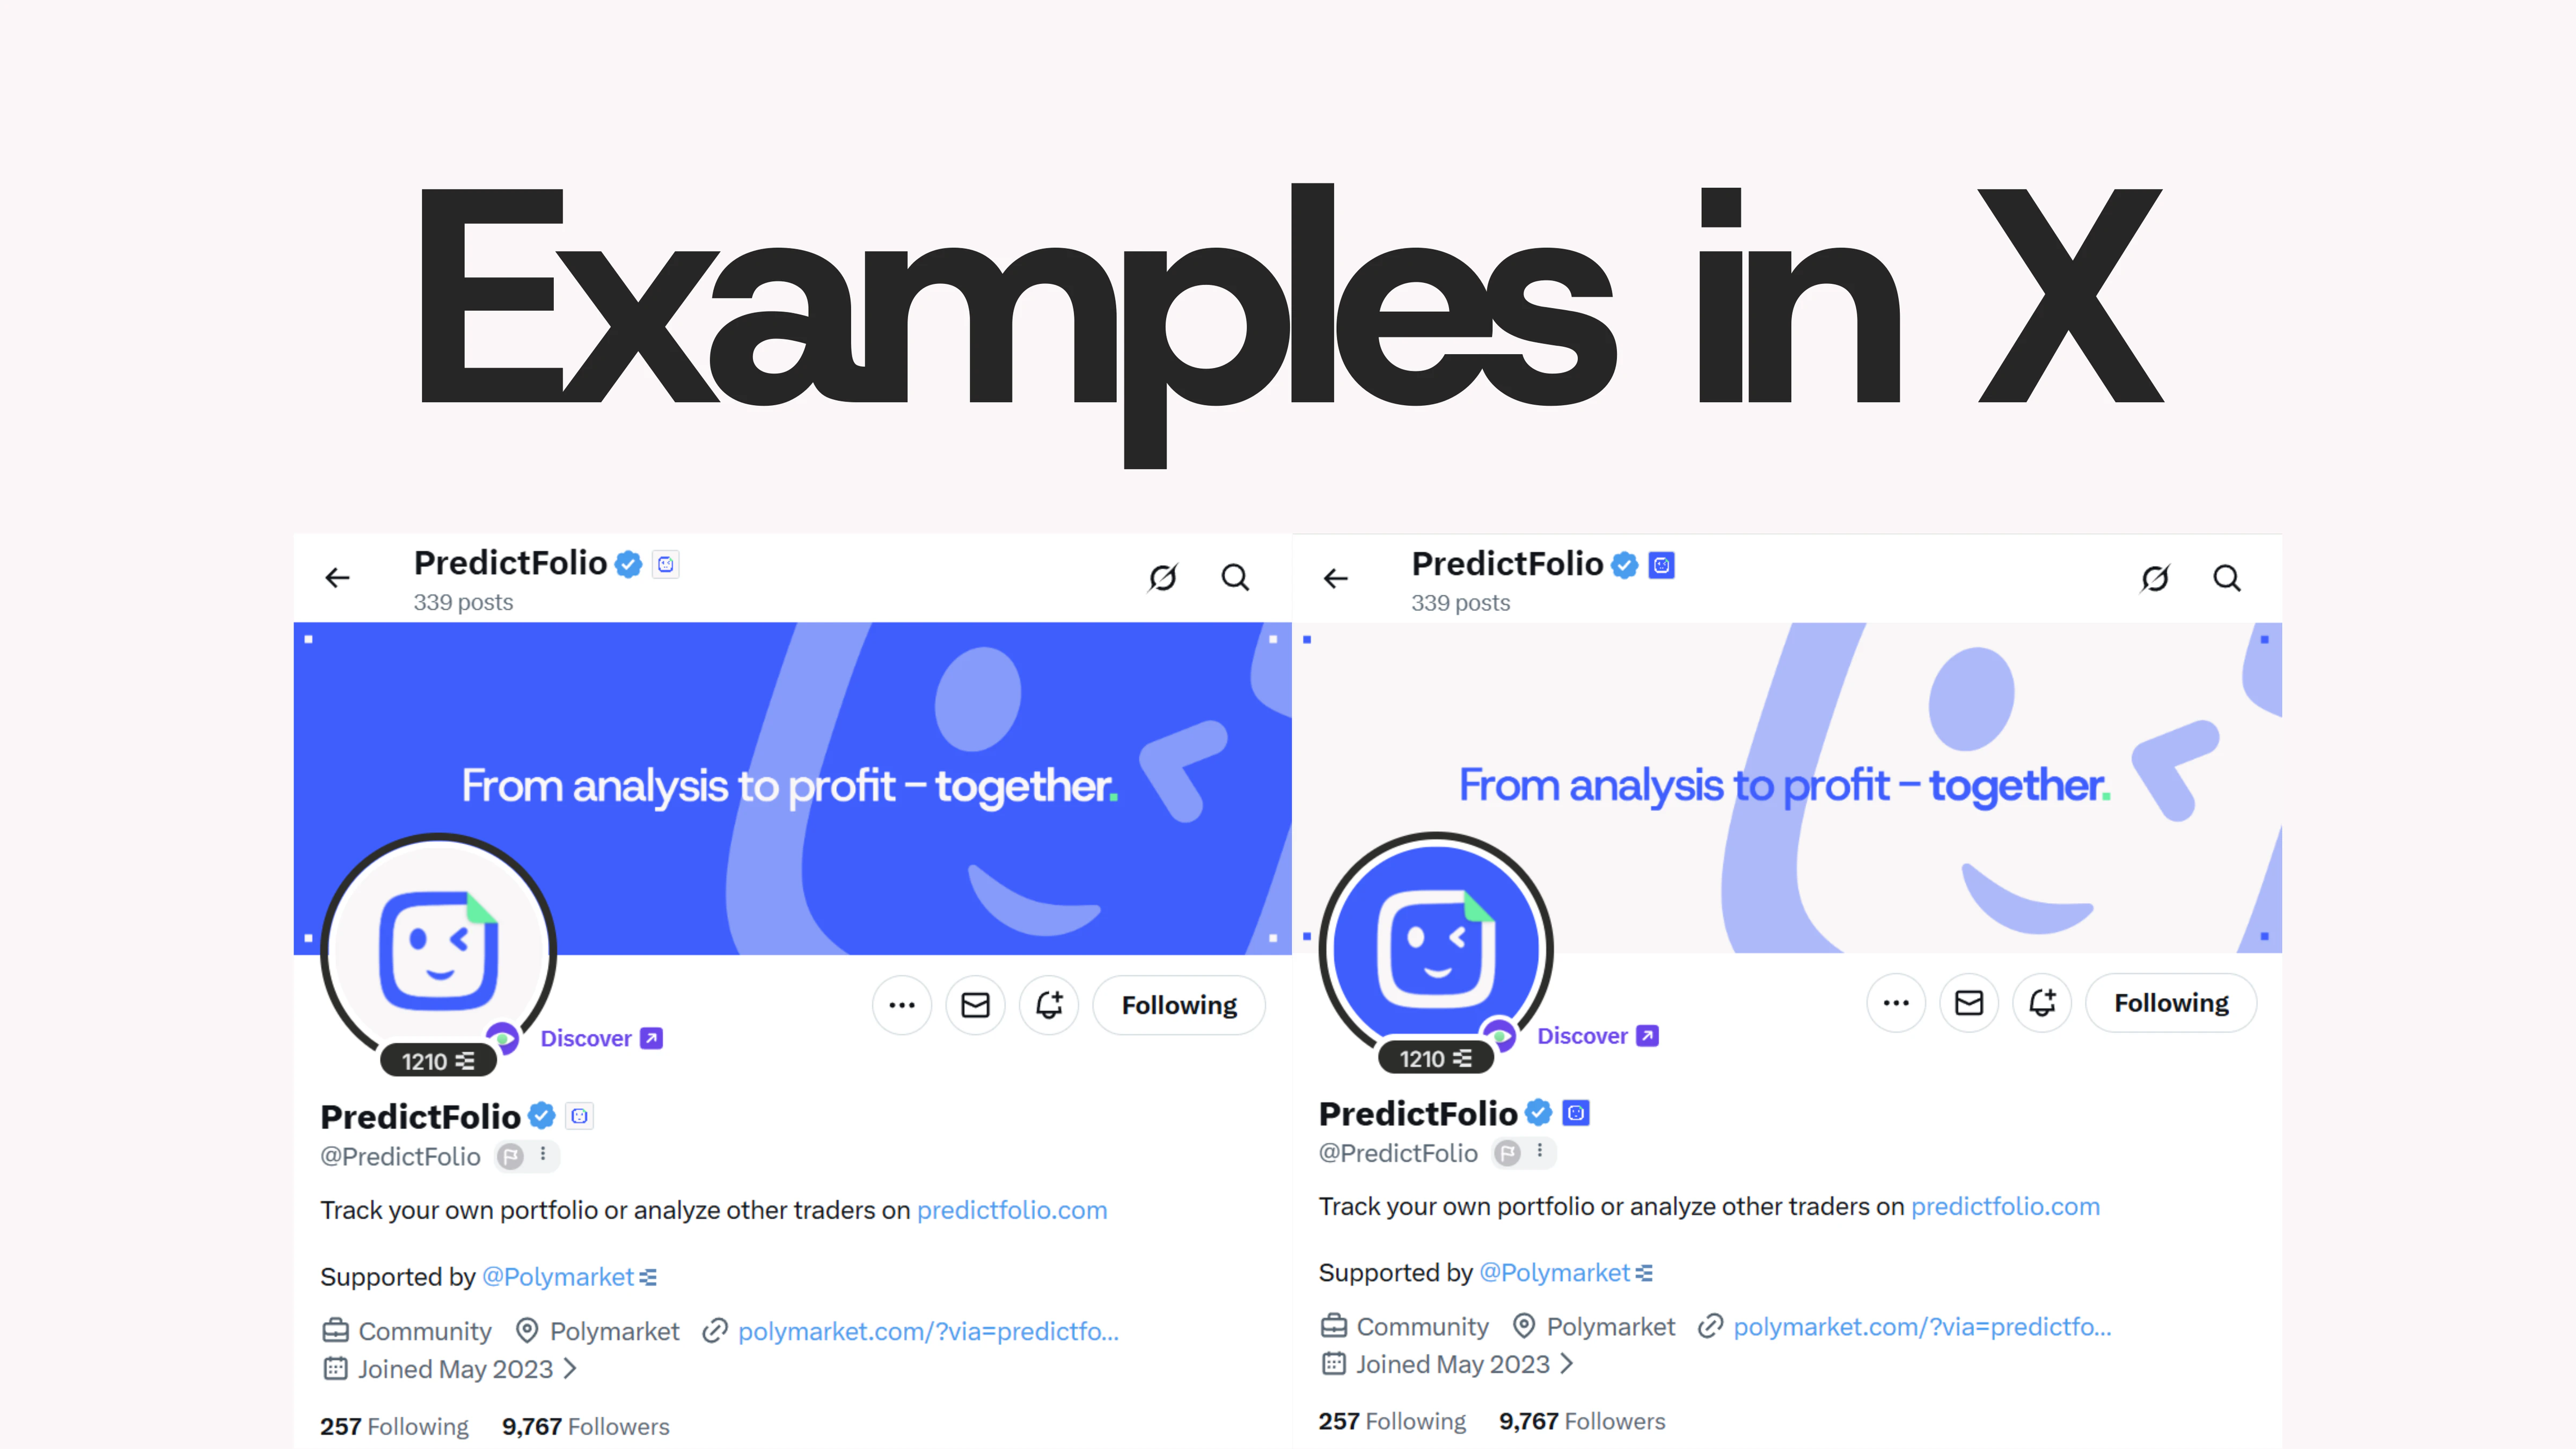 Examples in X
PredictFolio
339 posts
From analysis to profit – together.
1210
Discover
Following
PredictFolio
@PredictFolio
Track your own portfolio or analyze other traders on predictfolio.com
Supported by @Polymarket
Community Polymarket polymarket.com/?via=predictfo...
Joined May 2023
257 Following 9,767 Followers
PredictFolio
339 posts
From analysis to profit – together.
1210
Discover
Following
PredictFolio
@PredictFolio
Track your own portfolio or analyze other traders on predictfolio.com
Supported by @Polymarket
Community Polymarket polymarket.com/?via=predictfo...
Joined May 2023
257 Following 9,767 Followers